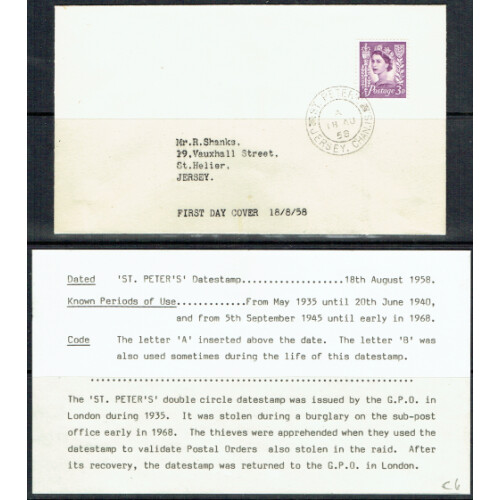 Postage 3D
ST. PETER'S
A
18 AU
58
JERSEY, CHAN. IS.
Mr.R.Shanks.
29.Vauxhall Street.
St.Helier.
JERSEY.
FIRST DAY COVER 18/8/58
Dated 'ST. PETER'S' Datestamp....................18th August 1958.
Known Periods of Use.............From May 1935 until 20th June 1940,
and from 5th September 1945 until early in 1968.
Code The letter 'A' inserted above the date. The letter 'B' was
also used sometimes during the life of this datestamp.
.............................................................
The 'ST. PETER'S' double circle datestamp was issued by the G.P.O. in
London during 1935. It was stolen during a burglary on the sub-post
office early in 1968. The thieves were apprehended when they used the
datestamp to validate Postal Orders also stolen in the raid. After
its recovery, the datestamp was returned to the G.P.O. in London.
C6